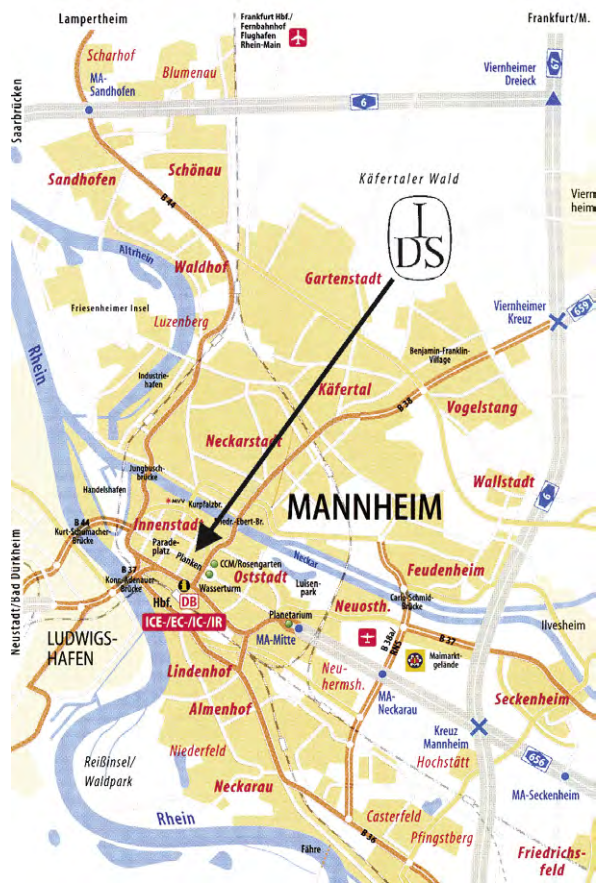 Lampertheim
Frankfurt Hbf./
Fernbahnhof
Flughafen
Rhein-Main
Frankfurt/M.
Scharhof
Blumenau
MA-
Sandhofen
Viernheimer
Dreieck
67
6
Saarbrücken
Schönau
Sandhofen
B 44
Käfertaler Wald
I
DS
Altrhein
Waldhof
Gartenstadt
Friesenheimer Insel
Luzenberg
Viernheimer
Kreuz
659
Rhein
Industrie-
hafen
Benjamin-Franklin-
Village
Käfertal
B 38
Vogelstang
Neckarstadt
Jungbusch-
brücke
Handelshafen
MVV
Kurpfalzbr.
Wallstadt
MANNHEIM
6
B 44
Kurt-Schumacher-
Brücke
Innenstadt
Friedr.-Ebert-Br.
Parade-
platz
Planken
Neckar
CCM/Rosengarten
Feudenheim
B 37
Konr.-Adenauer-
Brücke
Wasserturm
Oststadt
Luisen-
park
Neuosth.
Carlo-Schmid-
Brücke
Neustadt/Bad Dürkheim
Hbf.
DB
ICE-/EC-/IC-/IR
Planetarium
MA-Mitte
B 38a/
RNS
B 37
Ilvesheim
Maimarkt-
gelände
LUDWIGS-
HAFEN
Lindenhof
Neu-
hermsh.
MA-
Neckarau
Seckenheim
Almenhof
Kreuz
Mannheim
Hochstätt
656
Reißinsel/
Waldpark
Niederfeld
Neckarau
MA-Seckenheim
Rhein
Casterfeld
Pfingstberg
B 36
Fähre
Friedrichs-
feld